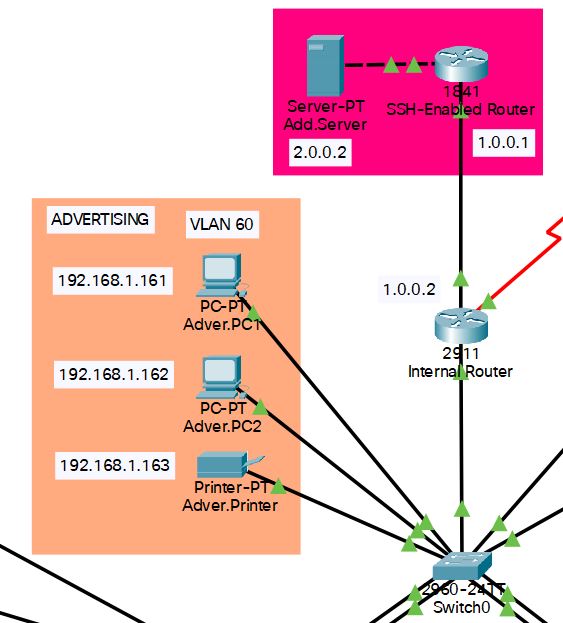 1841
SSH-Enabled Router
Server-PT
Add.Server
2.0.0.2
1.0.0.1
ADVERTISING
VLAN 60
192.168.1.161
PC-PT
Adver.PC1
1.0.0.2
2911
Internal Router
192.168.1.162
PC-PT
Adver.PC2
192.168.1.163
Printer-PT
Adver.Printer
2960-24TT
Switch0